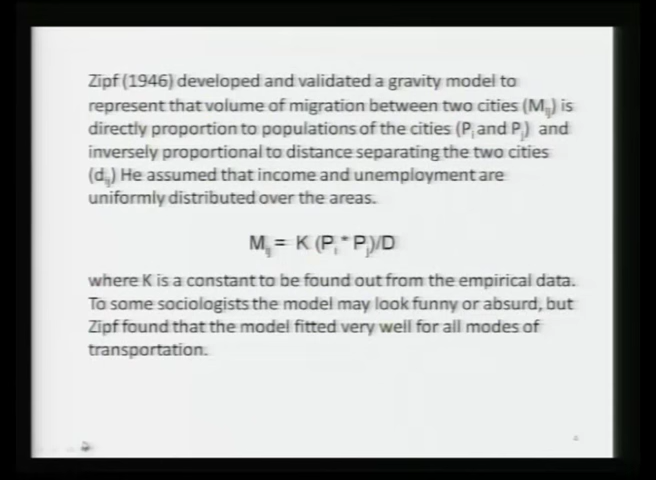 Zipf (1946) developed and validated a gravity model to
represent that volume of migration between two cities (Mij) is
directly proportion to populations of the cities (Pi and Pj) and
inversely proportional to distance separating the two cities
(dij) He assumed that income and unemployment are
uniformly distributed over the areas.
Mij = K (Pi * Pj)/D
where K is a constant to be found out from the empirical data.
To some sociologists the model may look funny or absurd, but
Zipf found that the model fitted very well for all modes of
transportation.